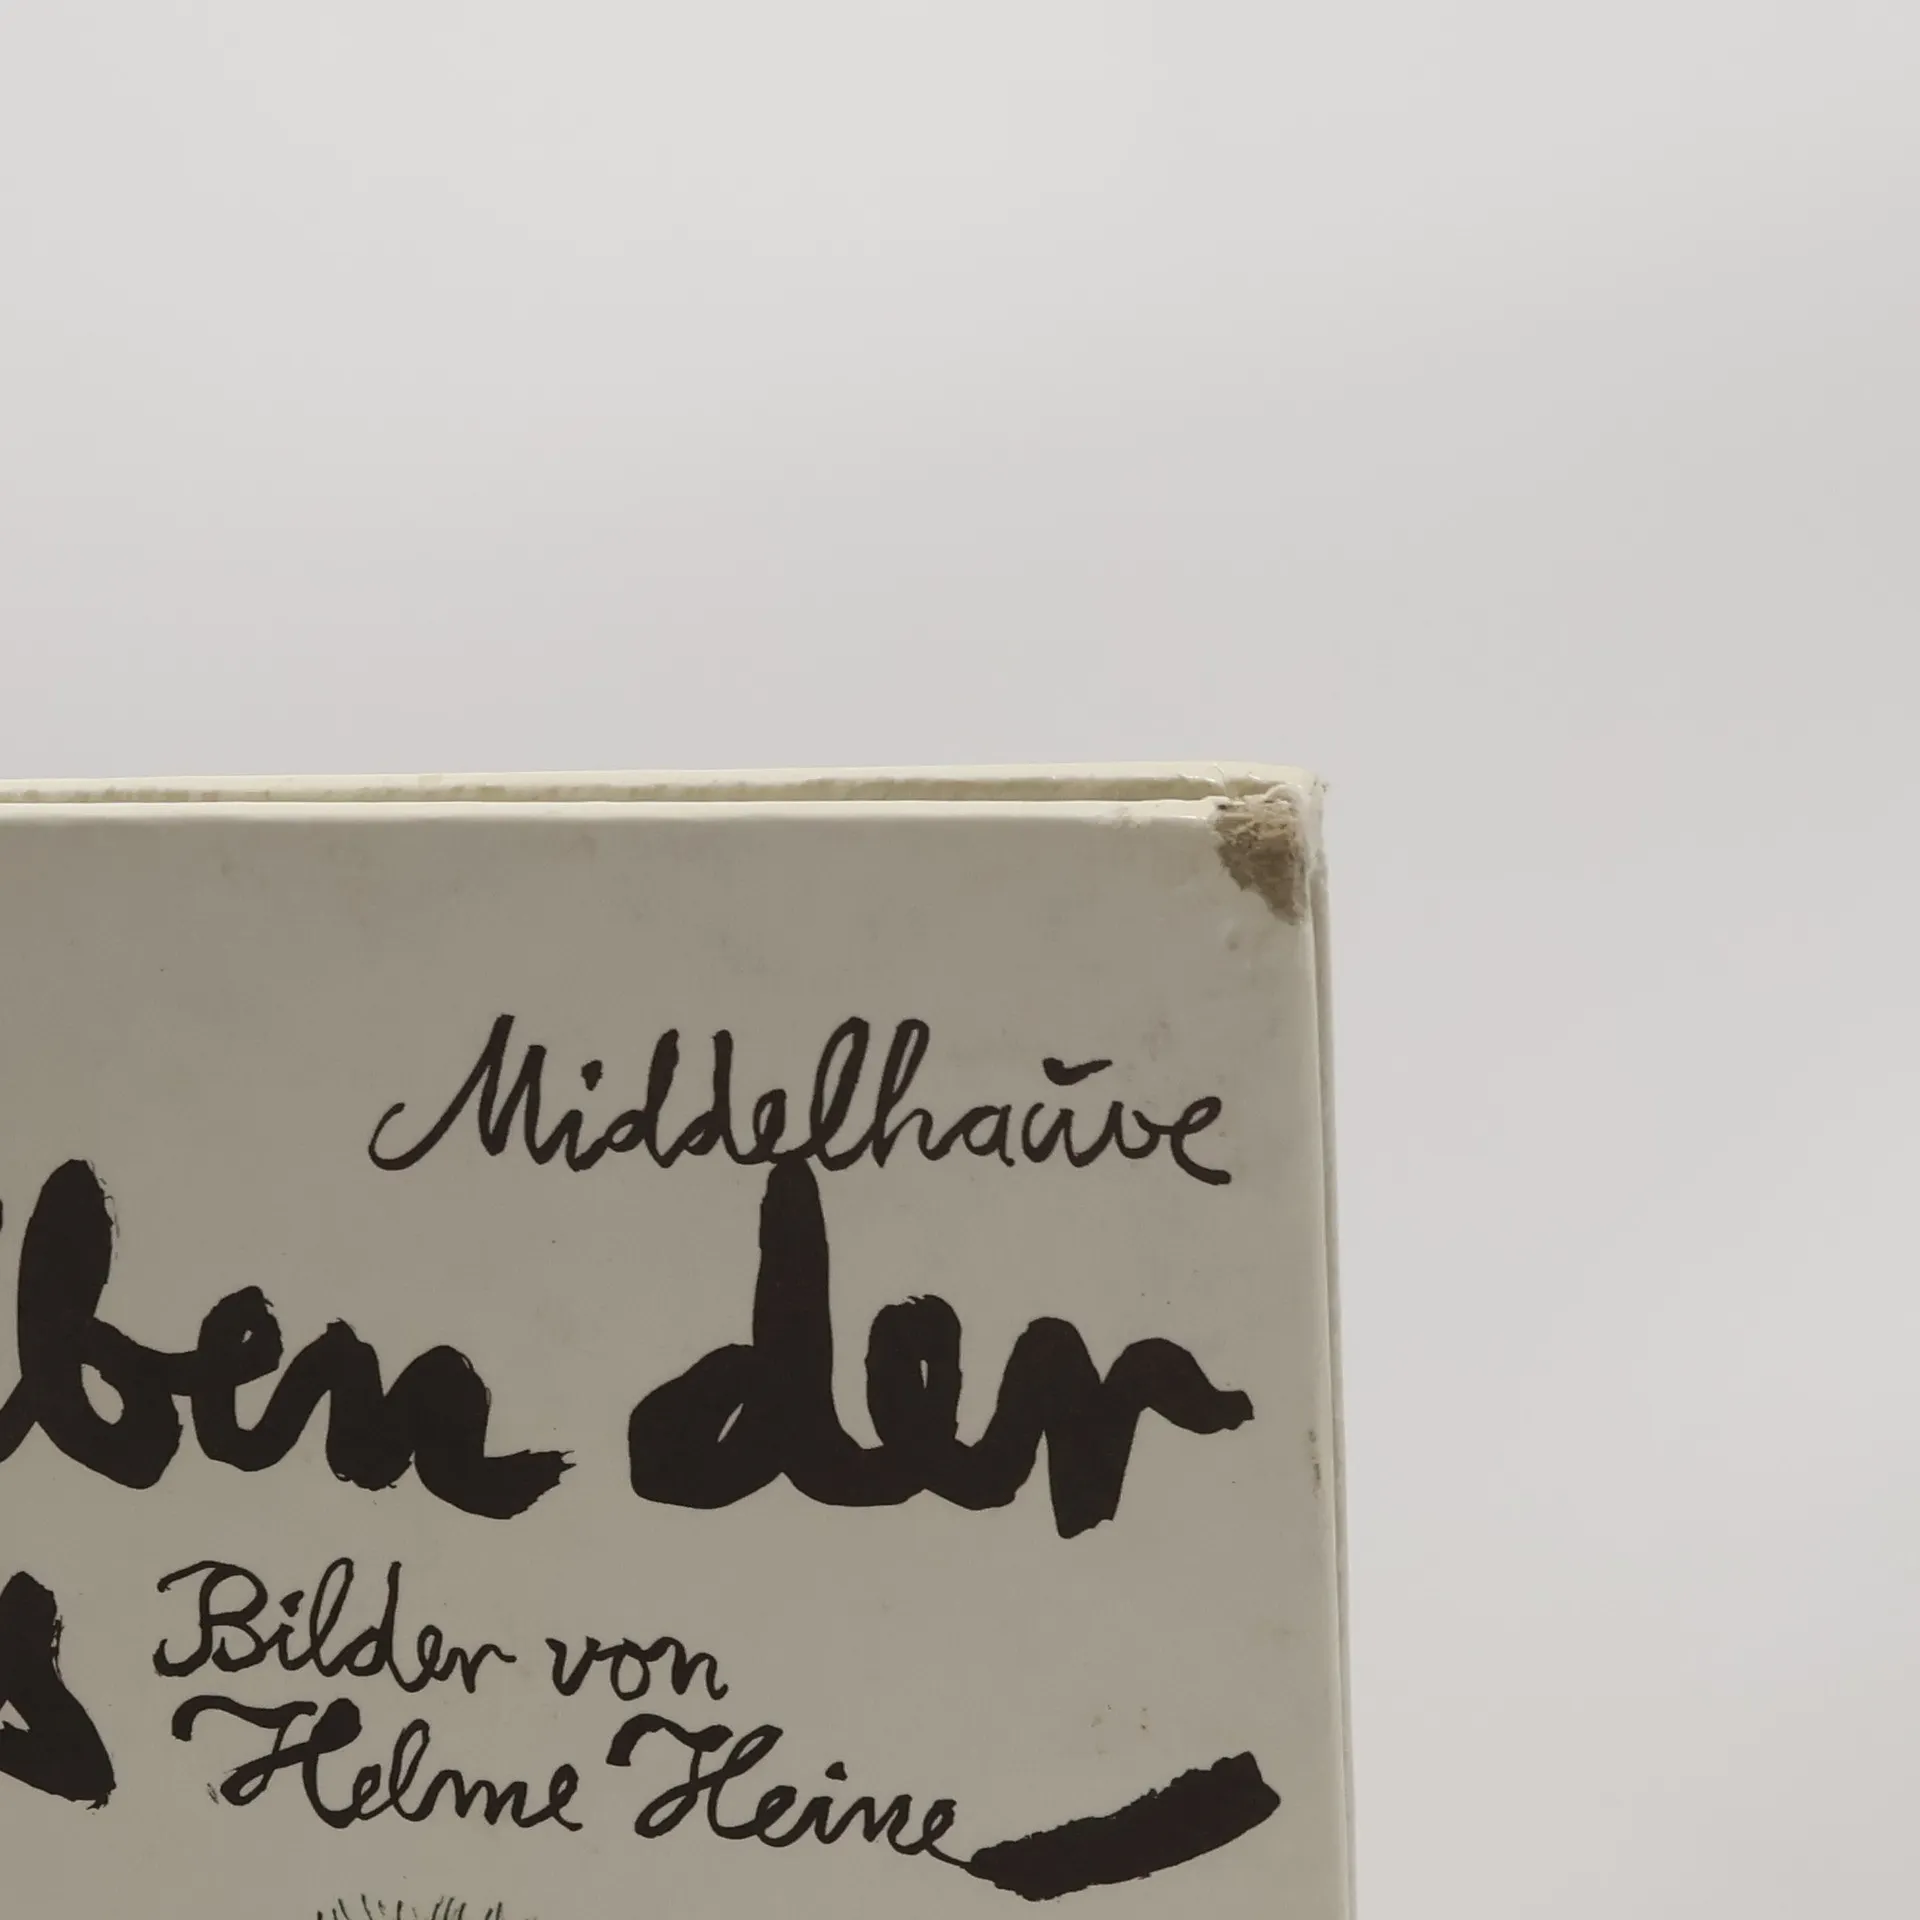 Middelhauve
ben der
Bilder von
Helme Heine